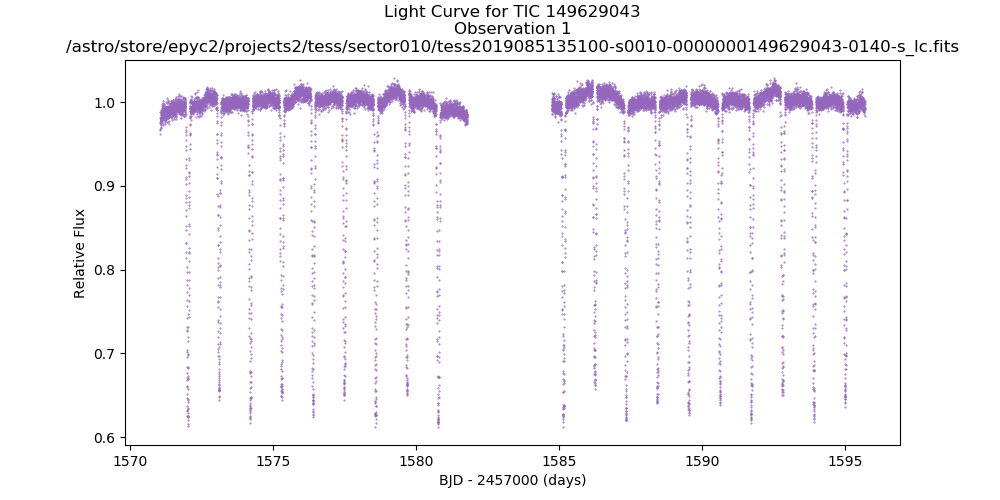 Light Curve for TIC 149629043
Observation 1
/astro/store/epyc2/projects2/tess/sector010/tess2019085135100-s0010-0000000149629043-0140-s_lc.fits
1.0
0.9
0.8
0.7
0.6
Relative Flux
1570
1575
1580
1585
1590
1595
BJD - 2457000 (days)